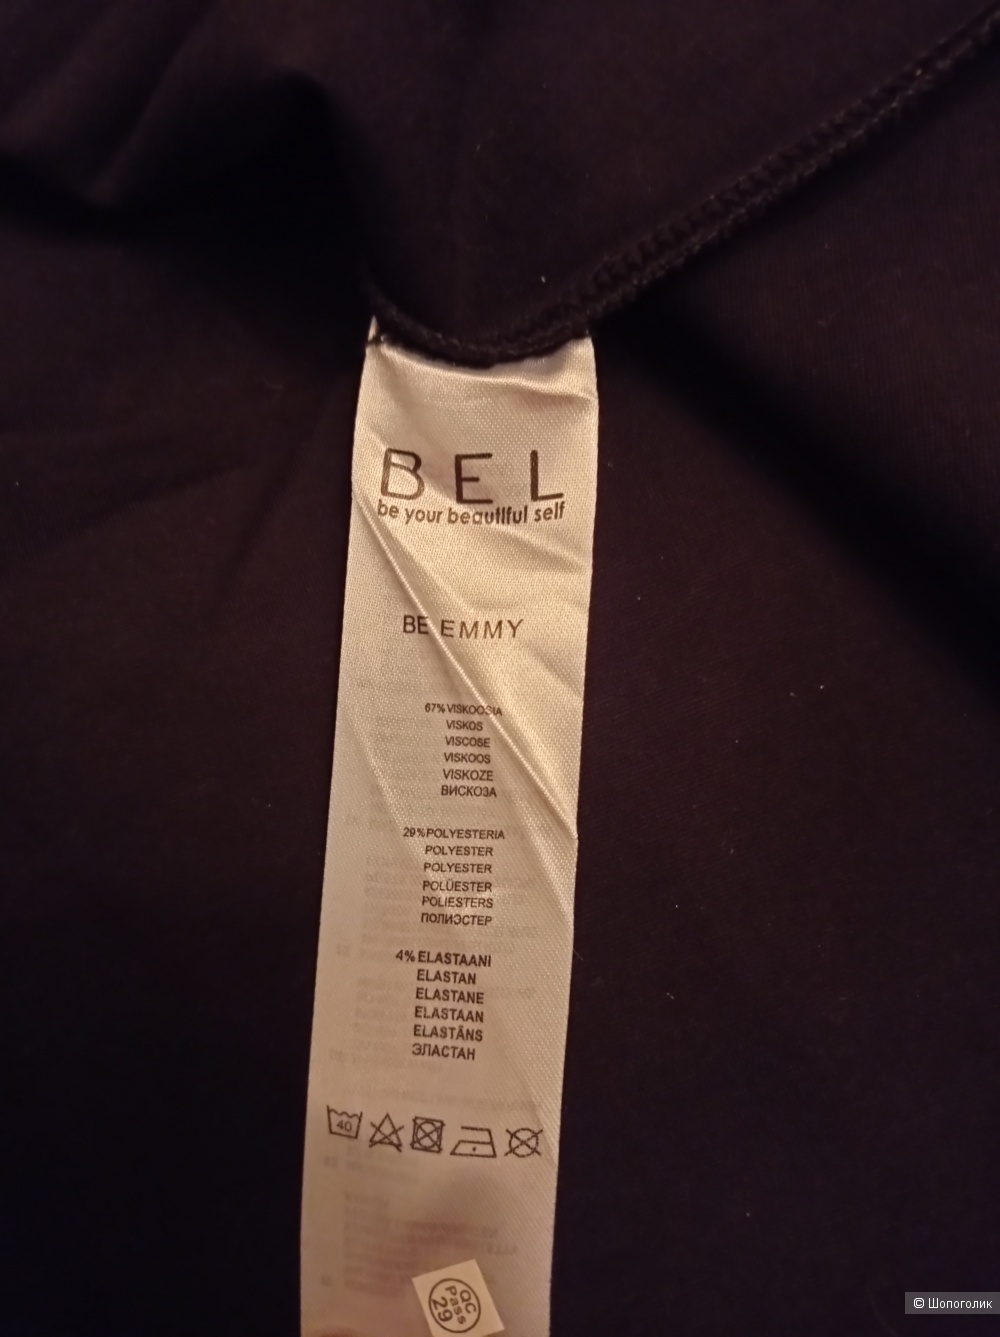 BEL
be your beautiful self
BE EMMY
67% VISKOOSIA
VISKOS
VISCOSE
VISKOOS
VISKOZE
ВИСКОЗА
29% POLYESTERIA
POLYESTER
POLYESTER
POLÜESTER
POLIESTERS
ПОЛИЭСТЕР
4% ELASTAANI
ELASTAN
ELASTANE
ELASTAAN
ELASTĀNS
ЭЛАСТАН
40
QC
Pass
29
© Шопоголик